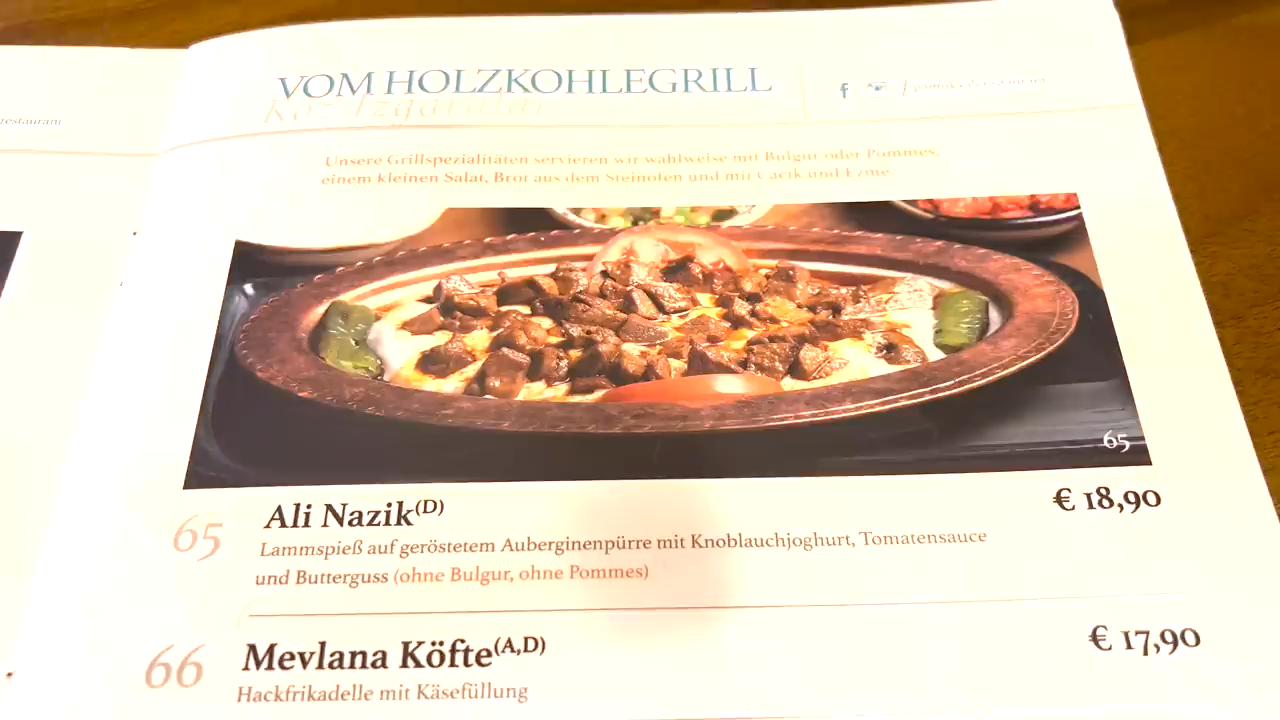 restaurant
VOM HOLZKOHLEGRILL
Unsere Grillspezialitäten servieren wir wahlweise mit Bulgur oder Pommes,
einem kleinen Salat, Brot aus dem Steinofen und mit Cacik und Ezme.
65
65 Ali Nazik(D) € 18,90
Lammspieß auf geröstetem Auberginenpürre mit Knoblauchjoghurt, Tomatensauce
und Butterguss (ohne Bulgur, ohne Pommes)
66 Mevlana Köfte(A,D) € 17,90
Hackfrikadelle mit Käsefüllung